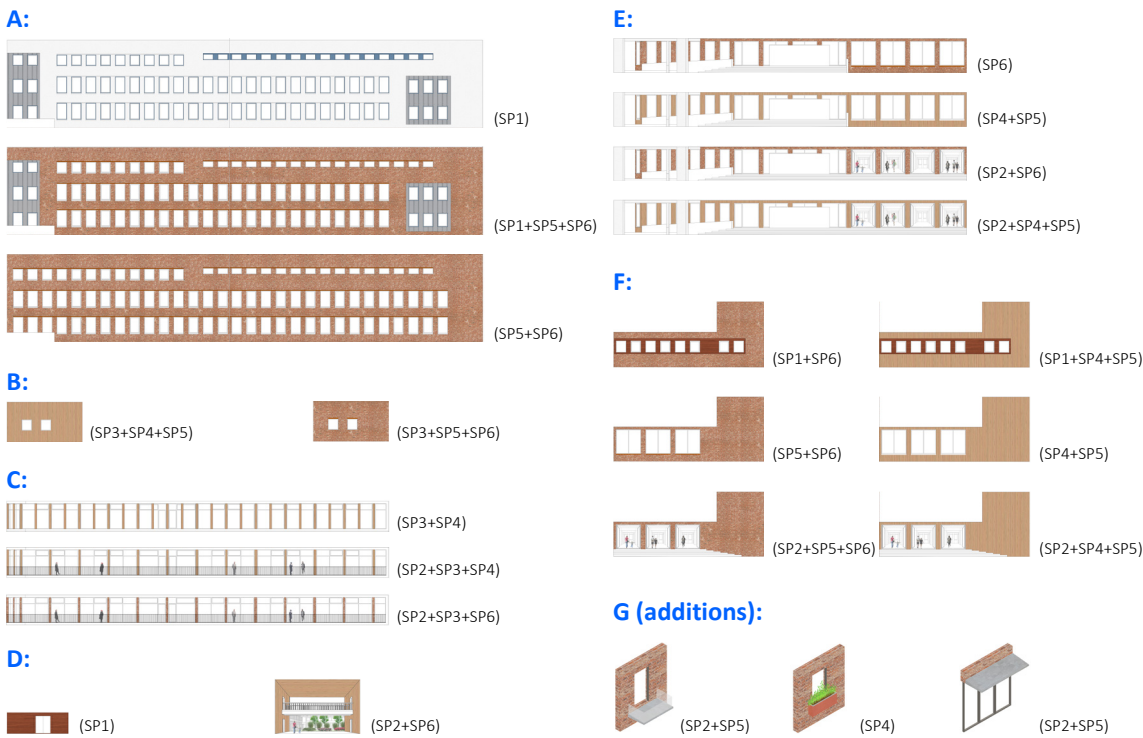 A:
(SP1)
(SP1+SP5+SP6)
(SP5+SP6)
B:
(SP3+SP4+SP5)
(SP3+SP5+SP6)
C:
(SP3+SP4)
(SP2+SP3+SP4)
(SP2+SP3+SP6)
D:
(SP1)
(SP2+SP6)
E:
(SP6)
(SP4+SP5)
(SP2+SP6)
(SP2+SP4+SP5)
F:
(SP1+SP6)
(SP1+SP4+SP5)
(SP5+SP6)
(SP4+SP5)
(SP2+SP5+SP6)
(SP2+SP4+SP5)
G (additions):
(SP2+SP5)
(SP4)
(SP2+SP5)